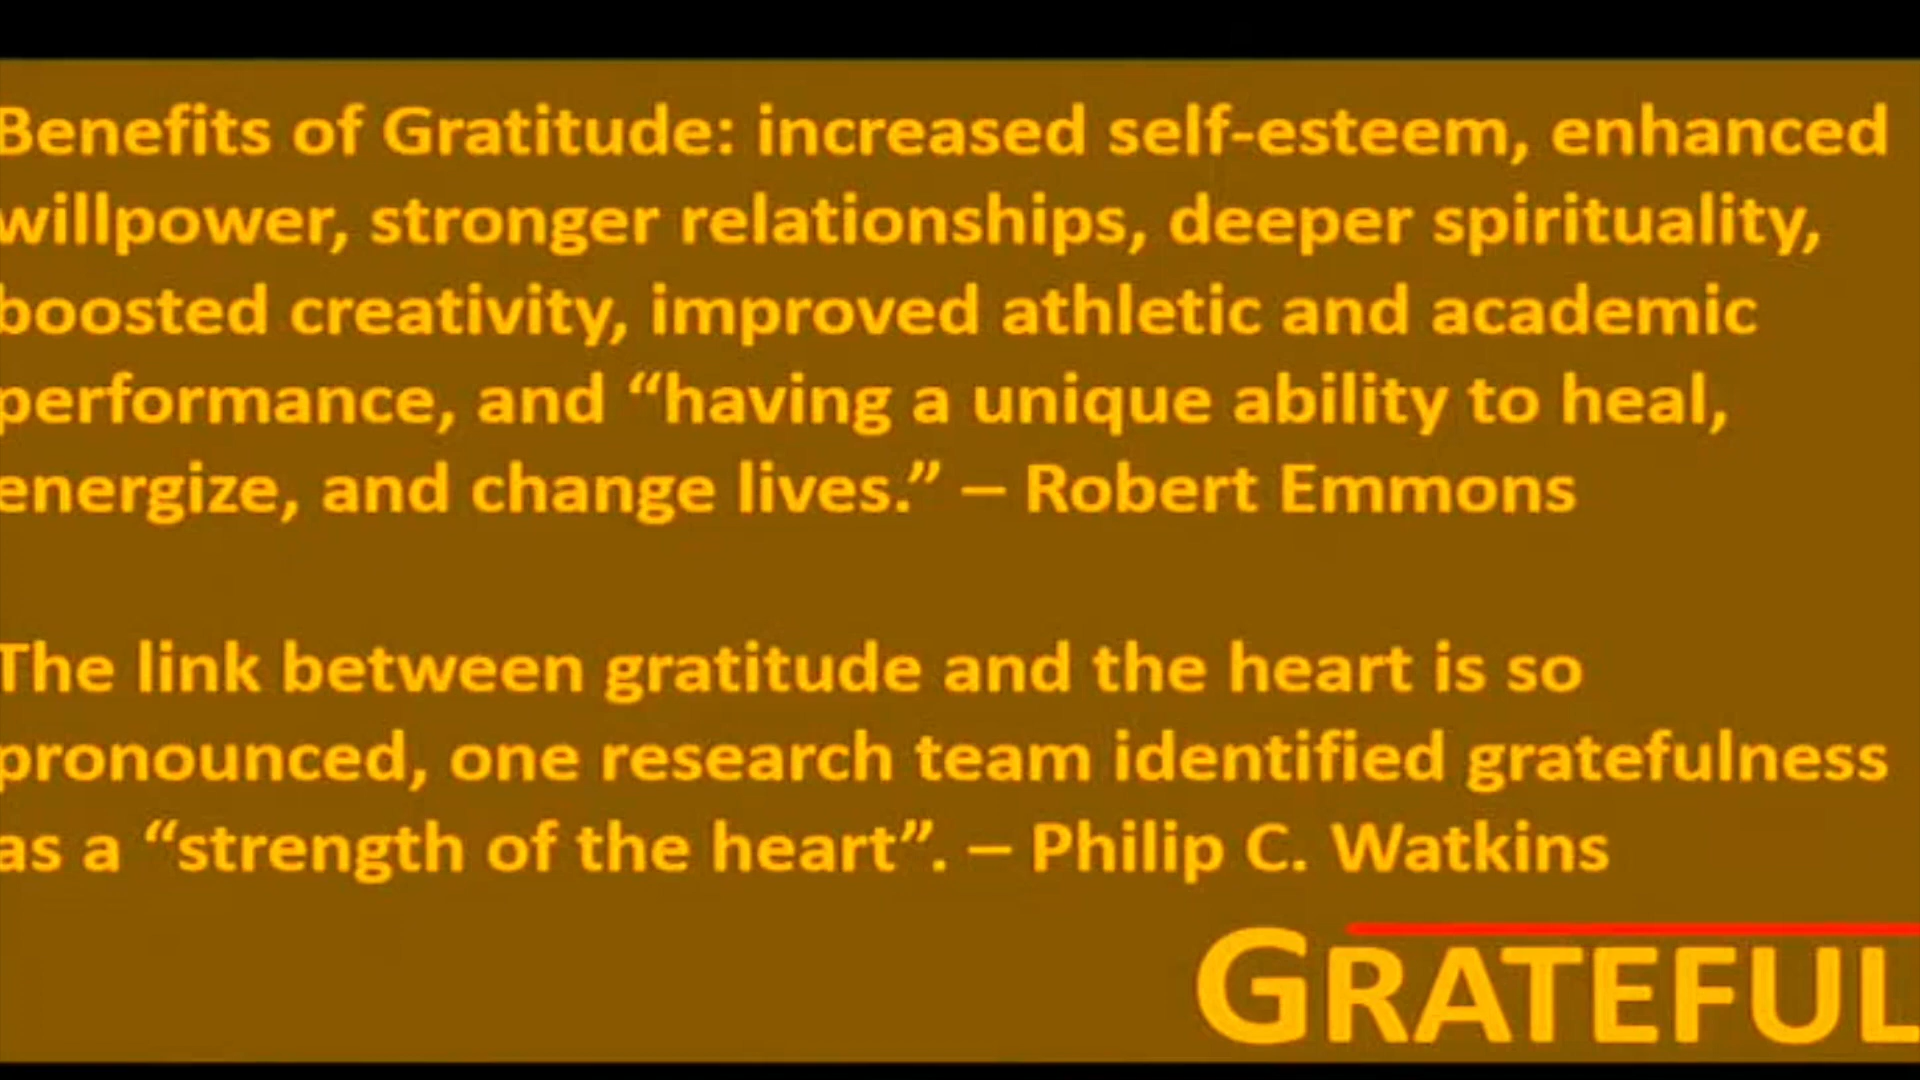 Benefits of Gratitude: increased self-esteem, enhanced
willpower, stronger relationships, deeper spirituality,
boosted creativity, improved athletic and academic
performance, and “having a unique ability to heal,
energize, and change lives.” – Robert Emmons
The link between gratitude and the heart is so
pronounced, one research team identified gratefulness
as a “strength of the heart”. – Philip C. Watkins
GRATEFUL